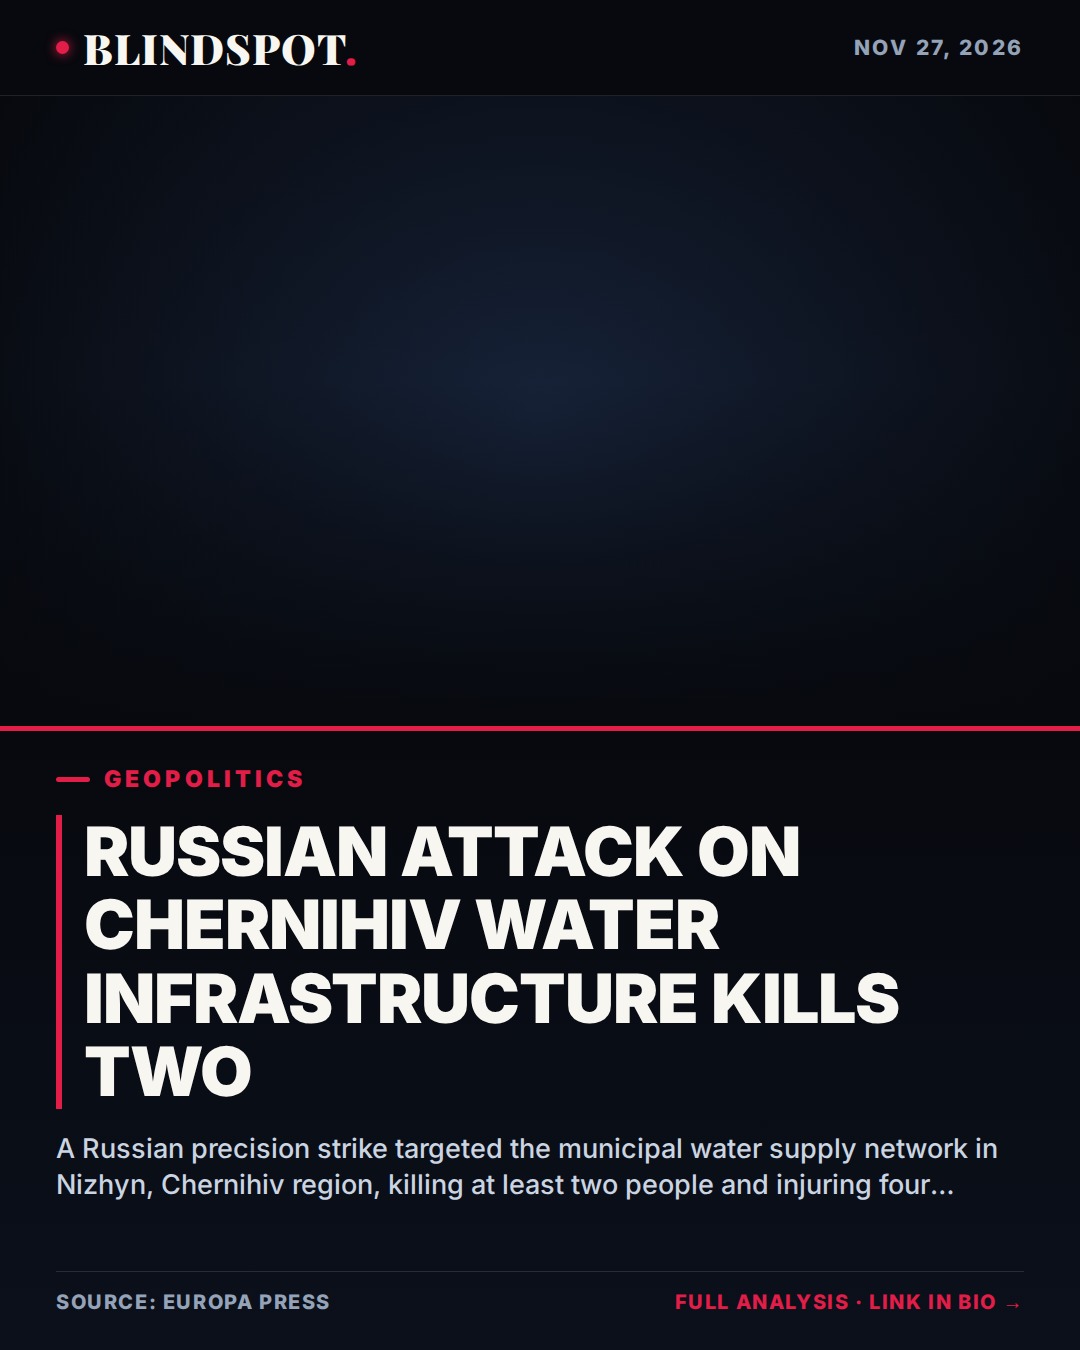 BLINDSPOT.
NOV 27, 2026
GEOPOLITICS
RUSSIAN ATTACK ON
CHERNIHIV WATER
INFRASTRUCTURE KILLS
TWO
A Russian precision strike targeted the municipal water supply network in
Nizhyn, Chernihiv region, killing at least two people and injuring four...
SOURCE: EUROPA PRESS
FULL ANALYSIS · LINK IN BIO →